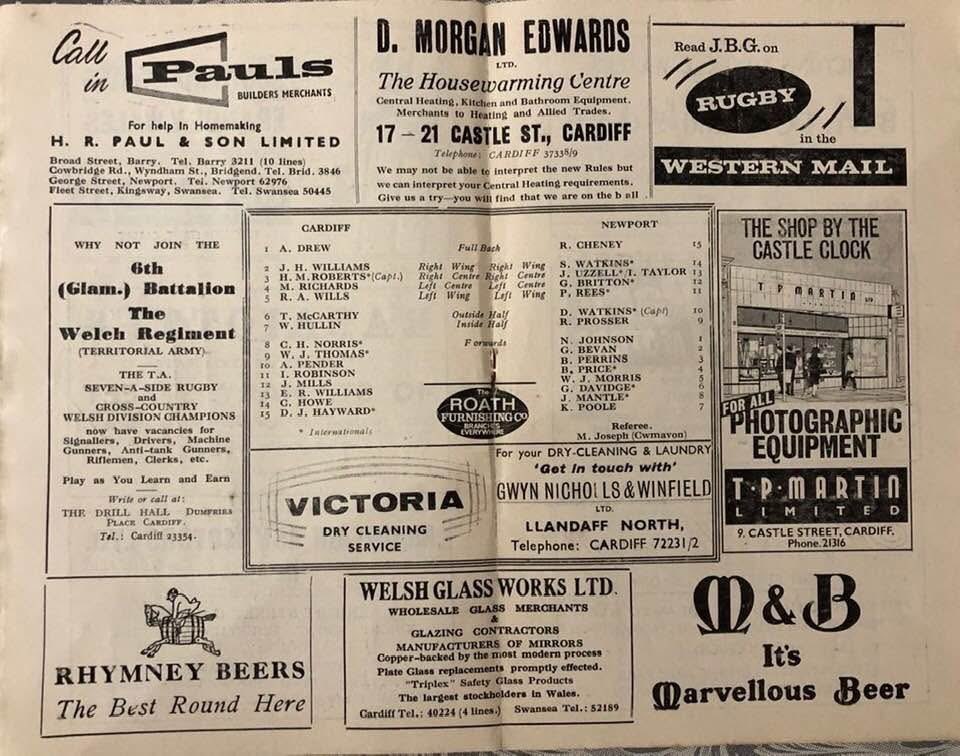 Call
in
Pauls
BUILDERS MERCHANTS
For help in Homemaking
H. R. PAUL & SON LIMITED
Broad Street, Barry. Tel. Barry 3211 (10 lines)
Cowbridge Rd., Wyndham St., Bridgend. Tel. Brid. 3846
George Street, Newport. Tel. Newport 62976
Fleet Street, Kingsway, Swansea. Tel. Swansea 50445
D. MORGAN EDWARDS
LTD.
The Housewarming Centre
Central Heating, Kitchen and Bathroom Equipment.
Merchants to Heating and Allied Trades.
17 – 21 CASTLE ST., CARDIFF
Telephone: CARDIFF 37338/9
We may not be able to interpret the new Rules but
we can interpret your Central Heating requirements.
Give us a try—you will find that we are on the ball.
Read J.B.G. on
RUGBY
in the
WESTERN MAIL
WHY NOT JOIN THE
6th
(Glam.) Battalion
The
Welch Regiment
(TERRITORIAL ARMY)
THE T.A.
SEVEN-A-SIDE RUGBY
and
CROSS-COUNTRY
WELSH DIVISION CHAMPIONS
now have vacancies for
Signallers, Drivers, Machine
Gunners, Anti-tank Gunners,
Riflemen, Clerks, etc.
Play as You Learn and Earn
Write or call at:
THE DRILL HALL DUMFRIES
PLACE CARDIFF.
Tel.: Cardiff 23354.
CARDIFF NEWPORT
1 A. DREW Full Back R. CHENEY 15
2 J. H. WILLIAMS Right Wing Right Wing S. WATKINS* 14
3 H. M. ROBERTS* (Capt.) Right Centre Right Centre J. UZZELL*/I. TAYLOR 13
4 M. RICHARDS Left Centre Left Centre G. BRITTON* 12
5 R. A. WILLS Left Wing Left Wing P. REES* 11
6 T. McCARTHY Outside Half D. WATKINS* (Capt) 10
7 W. HULLIN Inside Half R. PROSSER 9
8 C. H. NORRIS* Forwards N. JOHNSON 1
9 W. J. THOMAS* G. BEVAN 2
10 A. PENDER B. PERRINS 3
11 I. ROBINSON B. PRICE* 4
12 J. MILLS W. J. MORRIS 5
13 E. R. WILLIAMS G. DAVIDGE* 6
14 C. HOWE J. MANTLE* 8
15 D. J. HAYWARD* K. POOLE 7
* Internationals
The
ROATH
FURNISHING CO
BRANCHES
EVERYWHERE
Referee.
M. Joseph (Cwmavon)
VICTORIA
DRY CLEANING
SERVICE
For your DRY-CLEANING & LAUNDRY
'Get in touch with'
GWYN NICHOLLS & WINFIELD
LTD.
LLANDAFF NORTH,
Telephone: CARDIFF 72231/2
THE SHOP BY THE
CASTLE CLOCK
T P MARTIN LTD
FOR ALL
PHOTOGRAPHIC
EQUIPMENT
T·P·MARTIN
LIMITED
9, CASTLE STREET, CARDIFF.
Phone. 21316
RHYMNEY BEERS
The Best Round Here
WELSH GLASS WORKS LTD.
WHOLESALE GLASS MERCHANTS
&
GLAZING CONTRACTORS
MANUFACTURERS OF MIRRORS
Copper-backed by the most modern process
Plate Glass replacements promptly effected.
"Triplex" Safety Glass Products
The largest stockholders in Wales.
Cardiff Tel.: 40224 (4 lines.) Swansea Tel.: 52189
M & B
It's
Marvellous Beer